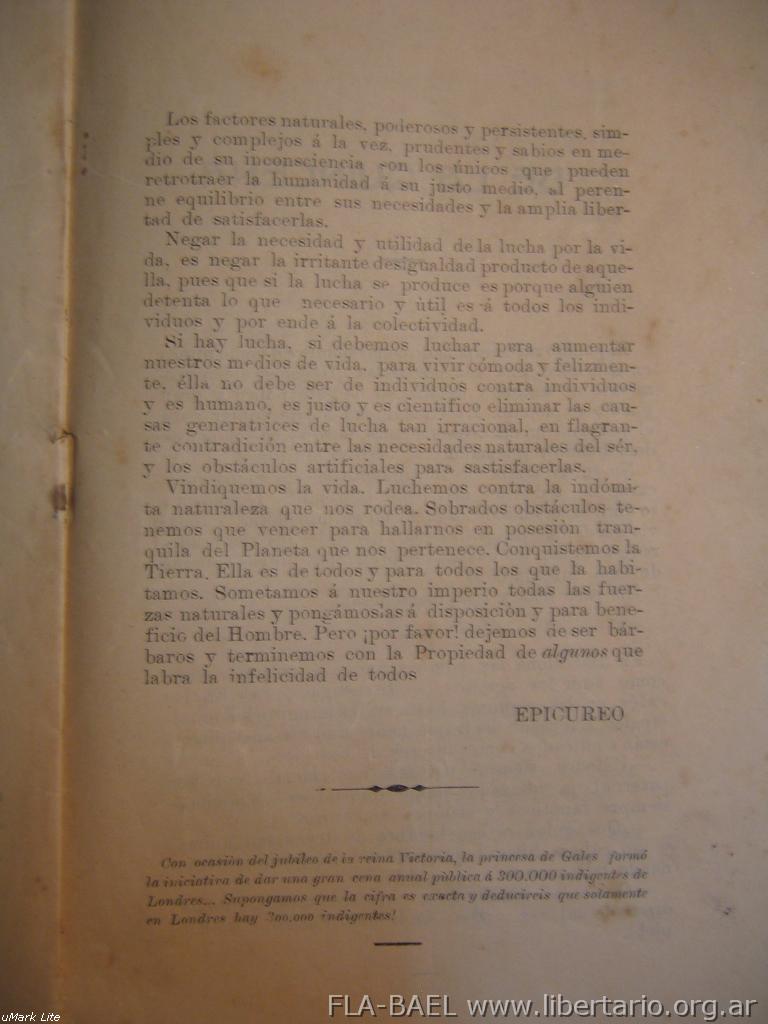 Los factores naturales, poderosos y persistentes, sim-
ples y complejos á la vez, prudentes y sabios en me-
dio de su inconsciencia son los únicos que pueden
retrotraer la humanidad á su justo medio, al peren-
ne equilibrio entre sus necesidades y la amplia liber-
tad de satisfacerlas.
Negar la necesidad y utilidad de la lucha por la vi-
da, es negar la irritante desigualdad producto de aque-
lla, pues que si la lucha se produce es porque alguien
detenta lo que necesario y útil es á todos los indi-
viduos y por ende á la colectividad.
Si hay lucha, si debemos luchar para aumentar
nuestros medios de vida, para vivir cómoda y felizmen-
te, élla no debe ser de individuos contra individuos
y es humano, es justo y es científico eliminar las cau-
sas generatrices de lucha tan irracional, en flagran-
te contradición entre las necesidades naturales del sér,
y los obstáculos artificiales para sastisfacerlas.
Vindiquemos la vida. Luchemos contra la indómi-
ta naturaleza que nos rodea. Sobrados obstáculos te-
nemos que vencer para hallarnos en posesión tran-
quila del Planeta que nos pertenece. Conquistemos la
Tierra. Ella es de todos y para todos los que la habi-
tamos. Sometamos á nuestro imperio todas las fuer-
zas naturales y pongámoslas á disposición y para bene-
ficio del Hombre. Pero ¡por favor! dejemos de ser bár-
baros y terminemos con la Propiedad de algunos que
labra la infelicidad de todos
EPICUREO
Con ocasión del jubileo de la reina Victoria, la princesa de Gales formó
la iniciativa de dar una gran cena anual pública á 300.000 indigentes de
Londres... Supongamos que la cifra es exacta y deducireis que solamente
en Londres hay 300.000 indigentes!
FLA-BAEL www.libertario.org.ar
uMark Lite